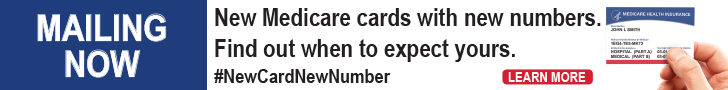 MAILING
NOW
New Medicare cards with new numbers.
Find out when to expect yours.
#NewCardNewNumber
LEARN MORE
MEDICARE HEALTH INSURANCE
JOHN L SMITH
1EG4-TE5-MK72
HOSPITAL (PART A)
MEDICAL (PART B)